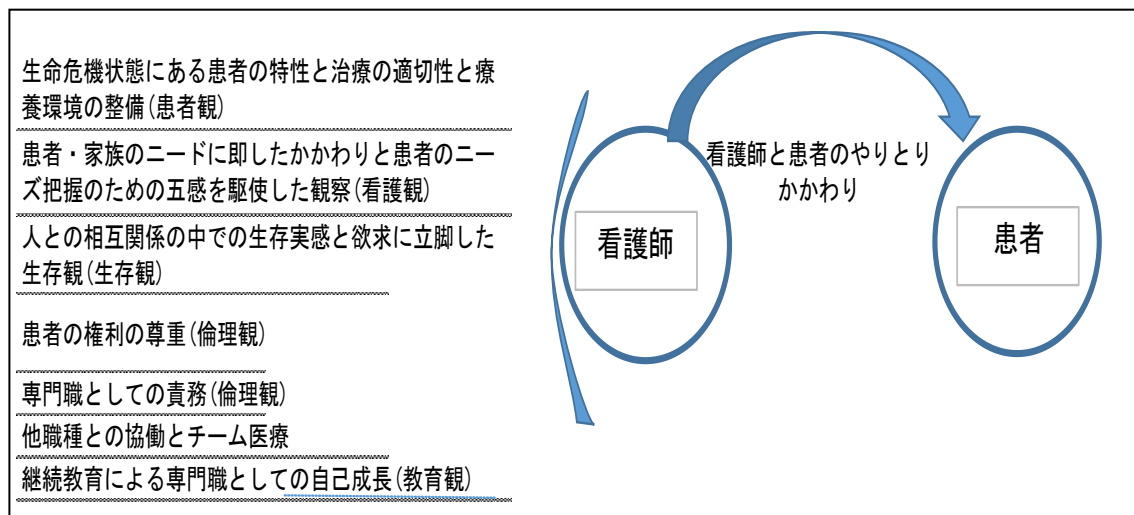 生命危機状態にある患者の特性と治療の適切性と療
養環境の整備(患者観)
患者・家族のニードに即したかかわりと患者のニー
ズ把握のための五感を駆使した観察(看護観)
人との相互関係の中での生存実感と欲求に立脚した
生存観(生存観)
患者の権利の尊重(倫理観)
専門職としての責務(倫理観)
他職種との協働とチーム医療
継続教育による専門職としての自己成長(教育観)
看護師
看護師と患者のやりとり
かかわり
患者